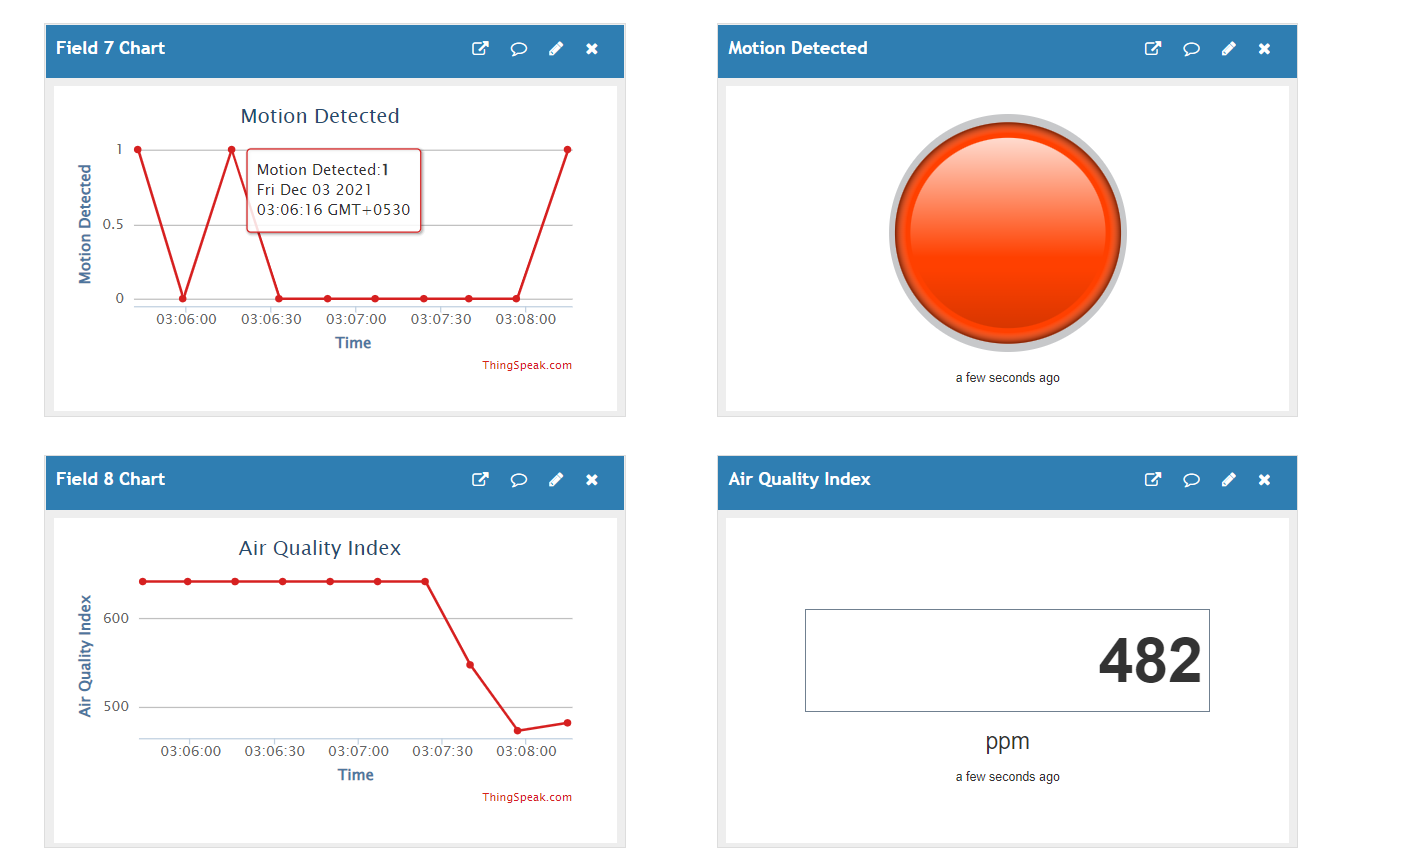 Field 7 Chart
Motion Detected
1
0.5
0
Motion Detected
Motion Detected:1
Fri Dec 03 2021
03:06:16 GMT+0530
03:06:00 03:06:30 03:07:00 03:07:30 03:08:00
Time
ThingSpeak.com
Motion Detected
a few seconds ago
Field 8 Chart
Air Quality Index
600
500
Air Quality Index
03:06:00 03:06:30 03:07:00 03:07:30 03:08:00
Time
ThingSpeak.com
Air Quality Index
482
ppm
a few seconds ago